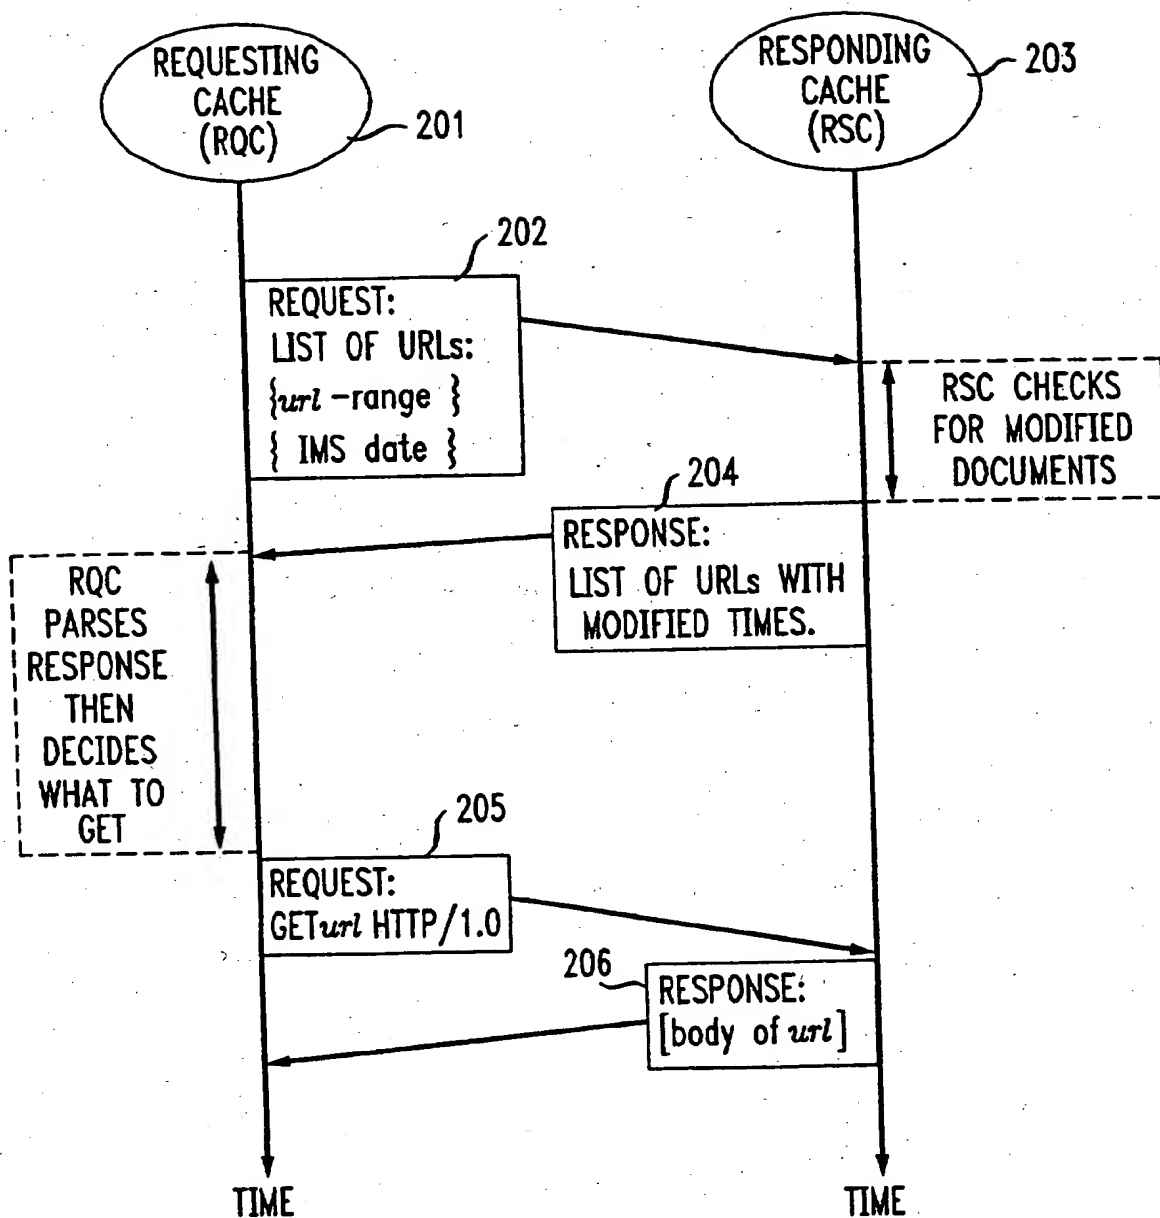 REQUESTING
CACHE
(RQC)
201
RESPONDING
CACHE
(RSC)
203
202
REQUEST:
LIST OF URLs:
{url-range }
{ IMS date }
RSC CHECKS
FOR MODIFIED
DOCUMENTS
204
RESPONSE:
LIST OF URLs WITH
MODIFIED TIMES.
RQC
PARSES
RESPONSE
THEN
DECIDES
WHAT TO
GET
205
REQUEST:
GET url HTTP/1.0
206
RESPONSE:
[body of url]
TIME
TIME